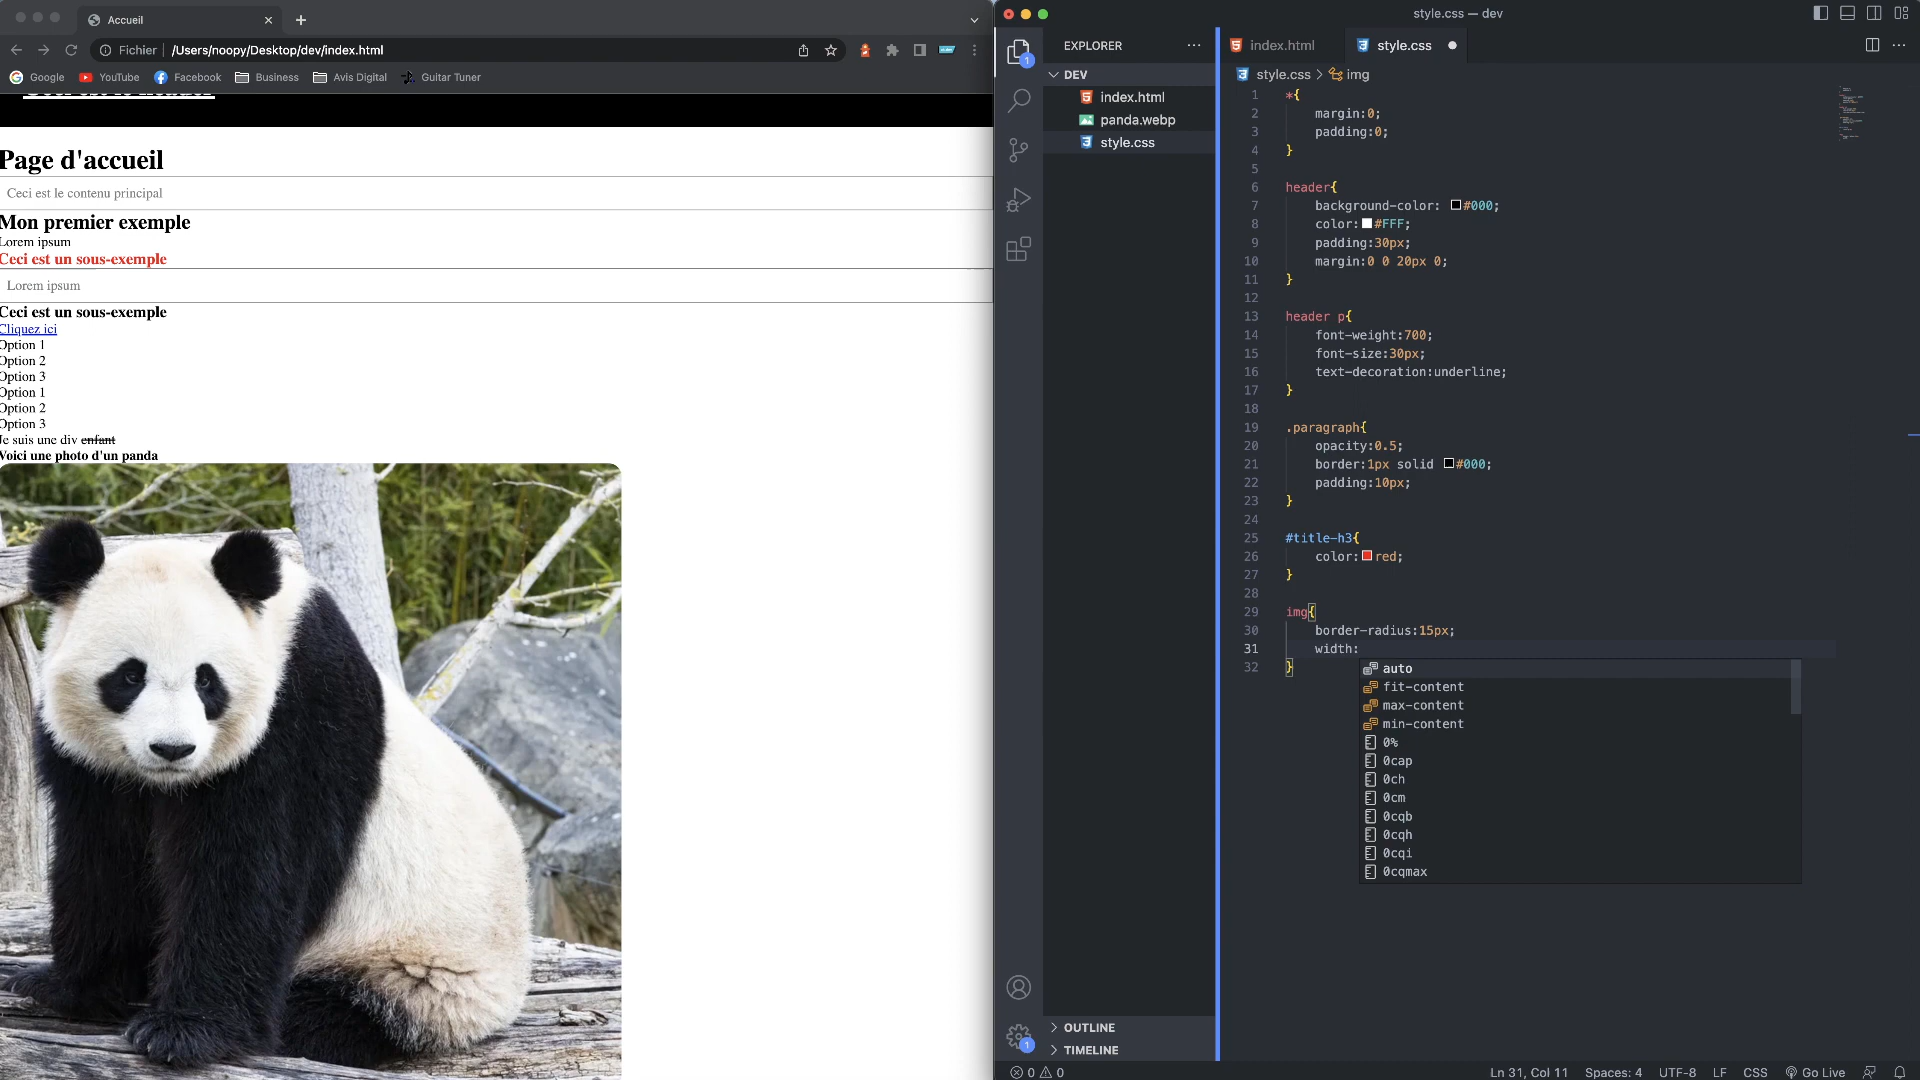 Accueil
Fichier /Users/noopy/Desktop/dev/index.html
Google YouTube Facebook Business Avis Digital Guitar Tuner
Ceci est le header
Page d'accueil
Ceci est le contenu principal
Mon premier exemple
Lorem ipsum
Ceci est un sous-exemple
Lorem ipsum
Ceci est un sous-exemple
Cliquez ici
Option 1
Option 2
Option 3
Option 1
Option 2
Option 3
Je suis une div enfant
Voici une photo d'un panda
style.css — dev
EXPLORER
DEV
index.html
panda.webp
style.css
OUTLINE
TIMELINE
1
1
index.html style.css
style.css > img
1 *{
2 margin:0;
3 padding:0;
4 }
5
6 header{
7 background-color: #000;
8 color:#FFF;
9 padding:30px;
10 margin:0 0 20px 0;
11 }
12
13 header p{
14 font-weight:700;
15 font-size:30px;
16 text-decoration:underline;
17 }
18
19 .paragraph{
20 opacity:0.5;
21 border:1px solid #000;
22 padding:10px;
23 }
24
25 #title-h3{
26 color:red;
27 }
28
29 img{
30 border-radius:15px;
31 width:
32 }
auto
fit-content
max-content
min-content
0%
0cap
0ch
0cm
0cqb
0cqh
0cqi
0cqmax
0 0
Ln 31, Col 11 Spaces: 4 UTF-8 LF CSS Go Live